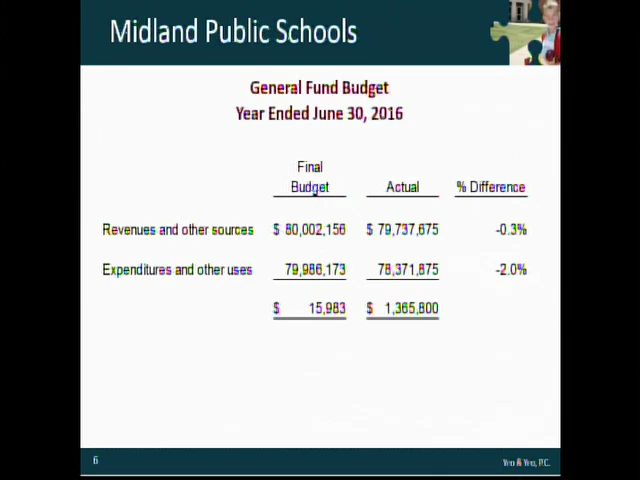 Midland Public Schools
General Fund Budget
Year Ended June 30, 2016
Final
Budget Actual % Difference
Revenues and other sources $ 80,002,156 $ 79,737,675 -0.3%
Expenditures and other uses 79,986,173 78,371,875 -2.0%
$ 15,983 $ 1,365,800
6
Yeo & Yeo, P.C.